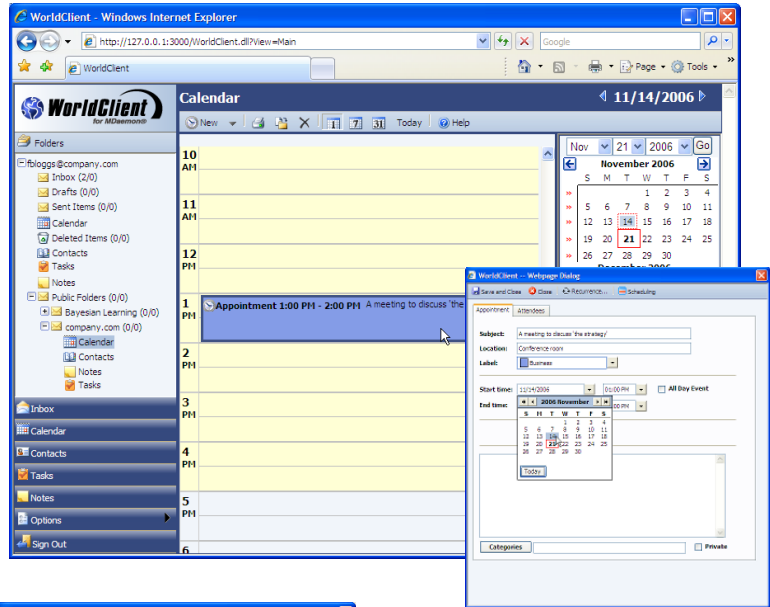 WorldClient - Windows Internet Explorer
http://127.0.0.1:3000/WorldClient.dll?View=Main
Google
WorldClient
Page
Tools
WorldClient
for MDaemon®
Calendar
11/14/2006
New
1
7
31
Today
Help
Folders
fbloggs@company.com
Inbox (2/0)
Drafts (0/0)
Sent Items (0/0)
Calendar
Deleted Items (0/0)
Contacts
Tasks
Notes
Public Folders (0/0)
Bayesian Learning (0/0)
company.com (0/0)
Calendar
Contacts
Notes
Tasks
Inbox
Calendar
Contacts
Tasks
Notes
Options
Sign Out
10
AM
11
AM
12
PM
1
PM
Appointment 1:00 PM - 2:00 PM A meeting to discuss 'the
2
PM
3
PM
4
PM
5
PM
6
Nov 21 2006 Go
November 2006
S M T W T F S
1 2 3 4
5 6 7 8 9 10 11
12 13 14 15 16 17 18
19 20 21 22 23 24 25
26 27 28 29 30
December 2006
WorldClient -- Webpage Dialog
Save and Close
Close
Recurrence...
Scheduling
Appointment
Attendees
Subject: A meeting to discuss 'the strategy'
Location: Conference room
Label: Business
Start time: 11/14/2006 01:00 PM All Day Event
End time: :00 PM
2006 November
S M T W T F S
1 2 3 4
5 6 7 8 9 10 11
12 13 14 15 16 17 18
19 20 21 22 23 24 25
26 27 28 29 30
Today
Categories
Private